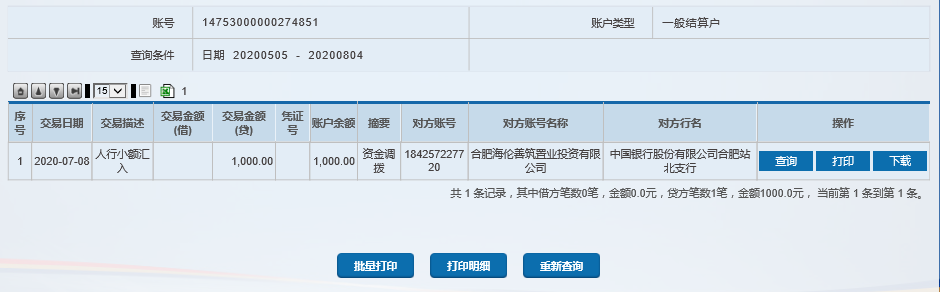 账号 14753000000274851 账户类型 一般结算户
查询条件 日期 20200505 - 20200804
15 1
序号 交易日期 交易描述 交易金额(借) 交易金额(贷) 凭证号 账户余额 摘要 对方账号 对方账号名称 对方行名 操作
1 2020-07-08 人行小额汇入 1,000.00 1,000.00 资金调拨 184257227720 合肥海伦善筑置业投资有限公司 中国银行股份有限公司合肥站北支行 查询 打印 下载
共 1 条记录，其中借方笔数0笔，金额0.0元，贷方笔数1笔，金额1000.0元， 当前第 1 条到第 1 条。
批量打印 打印明细 重新查询